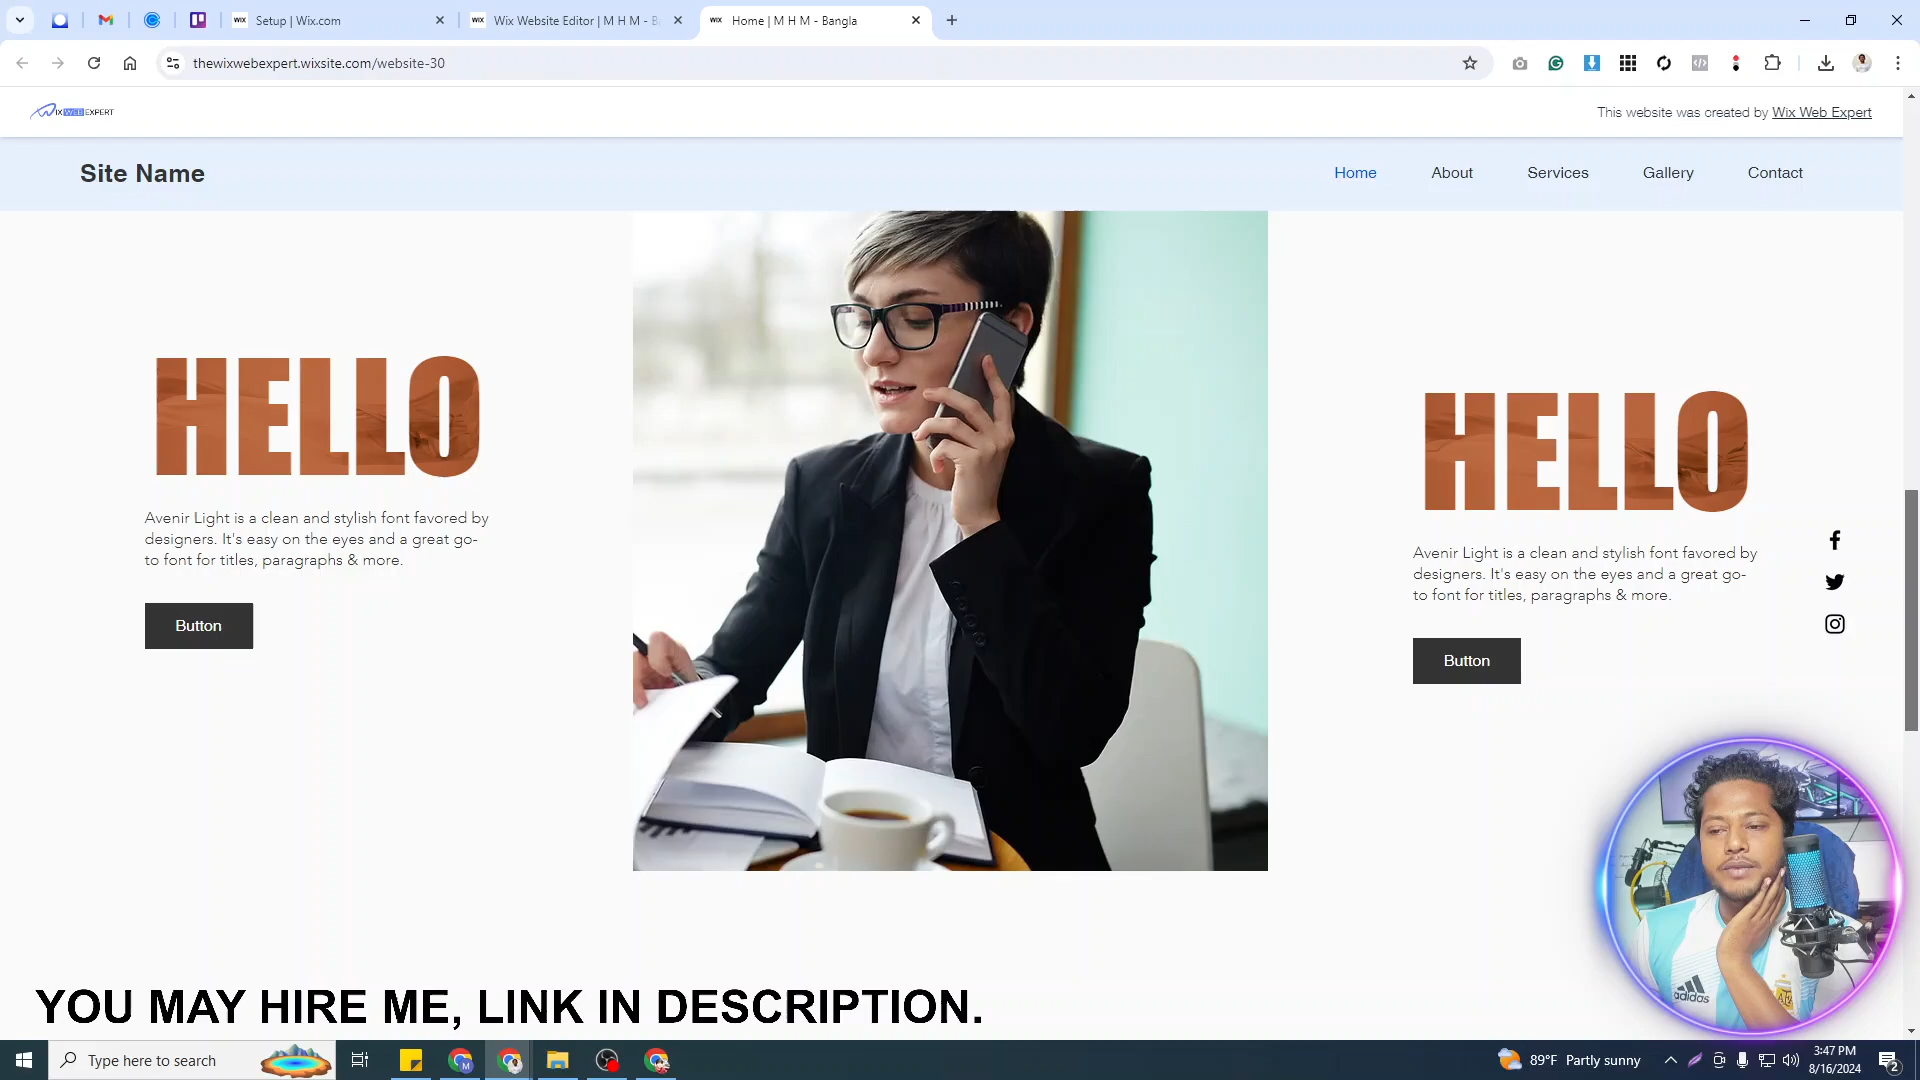 Setup | Wix.com
Wix Website Editor | M H M - B
Home | M H M - Bangla
thewixwebexpert.wixsite.com/website-30
WIX WEB EXPERT
This website was created by Wix Web Expert
Site Name
Home
About
Services
Gallery
Contact
HELLO
Avenir Light is a clean and stylish font favored by
designers. It's easy on the eyes and a great go-
to font for titles, paragraphs & more.
Button
HELLO
Avenir Light is a clean and stylish font favored by
designers. It's easy on the eyes and a great go-
to font for titles, paragraphs & more.
Button
adidas
YOU MAY HIRE ME, LINK IN DESCRIPTION.
Type here to search
89°F Partly sunny
3:47 PM
8/16/2024
2